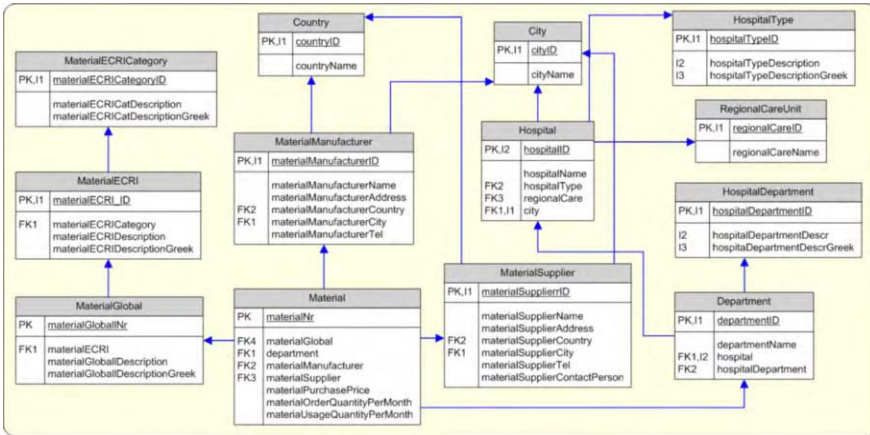 Country
PK,I1 countryID
countryName
City
PK,I1 cityID
cityName
HospitalType
PK,I1 hospitalTypeID
I2 hospitalTypeDescription
I3 hospitalTypeDescriptionGreek
MaterialECRICategory
PK,I1 materialECRICategoryID
materialECRICatDescription
materialECRICatDescriptionGreek
RegionalCareUnit
PK,I1 regionalCareID
regionalCareName
MaterialManufacturer
PK,I1 materialManufacturerID
materialManufacturerName
materialManufacturerAddress
FK2 materialManufacturerCountry
FK1 materialManufacturerCity
materialManufacturerTel
Hospital
PK,I2 hospitalID
hospitalName
FK2 hospitalType
FK3 regionalCare
FK1,I1 city
MaterialECRI
PK,I1 materialECRI_ID
FK1 materialECRICategory
materialECRIDescription
materialECRIDescriptionGreek
HospitalDepartment
PK,I1 hospitalDepartmentID
I2 hospitalDepartmentDescr
I3 hospitaDepartmentDescrGreek
MaterialGlobal
PK materialGloballNr
FK1 materialECRI
materialGloballDescription
materialGlobalDescriptionGreek
Material
PK materialNr
FK4 materialGlobal
FK1 department
FK2 materialManufacturer
FK3 materialSupplier
materialPurchasePrice
materialOrderQuantityPerMonth
materiaUsageQuantityPerMonth
MaterialSupplier
PK,I1 materialSupplierrID
materialSupplierName
materialSupplierAddress
FK2 materialSupplierCountry
FK1 materialSupplierCity
materialSupplierTel
materialSupplierContactPerson
Department
PK,I1 departmentID
departmentName
FK1,I2 hospital
FK2 hospitalDepartment